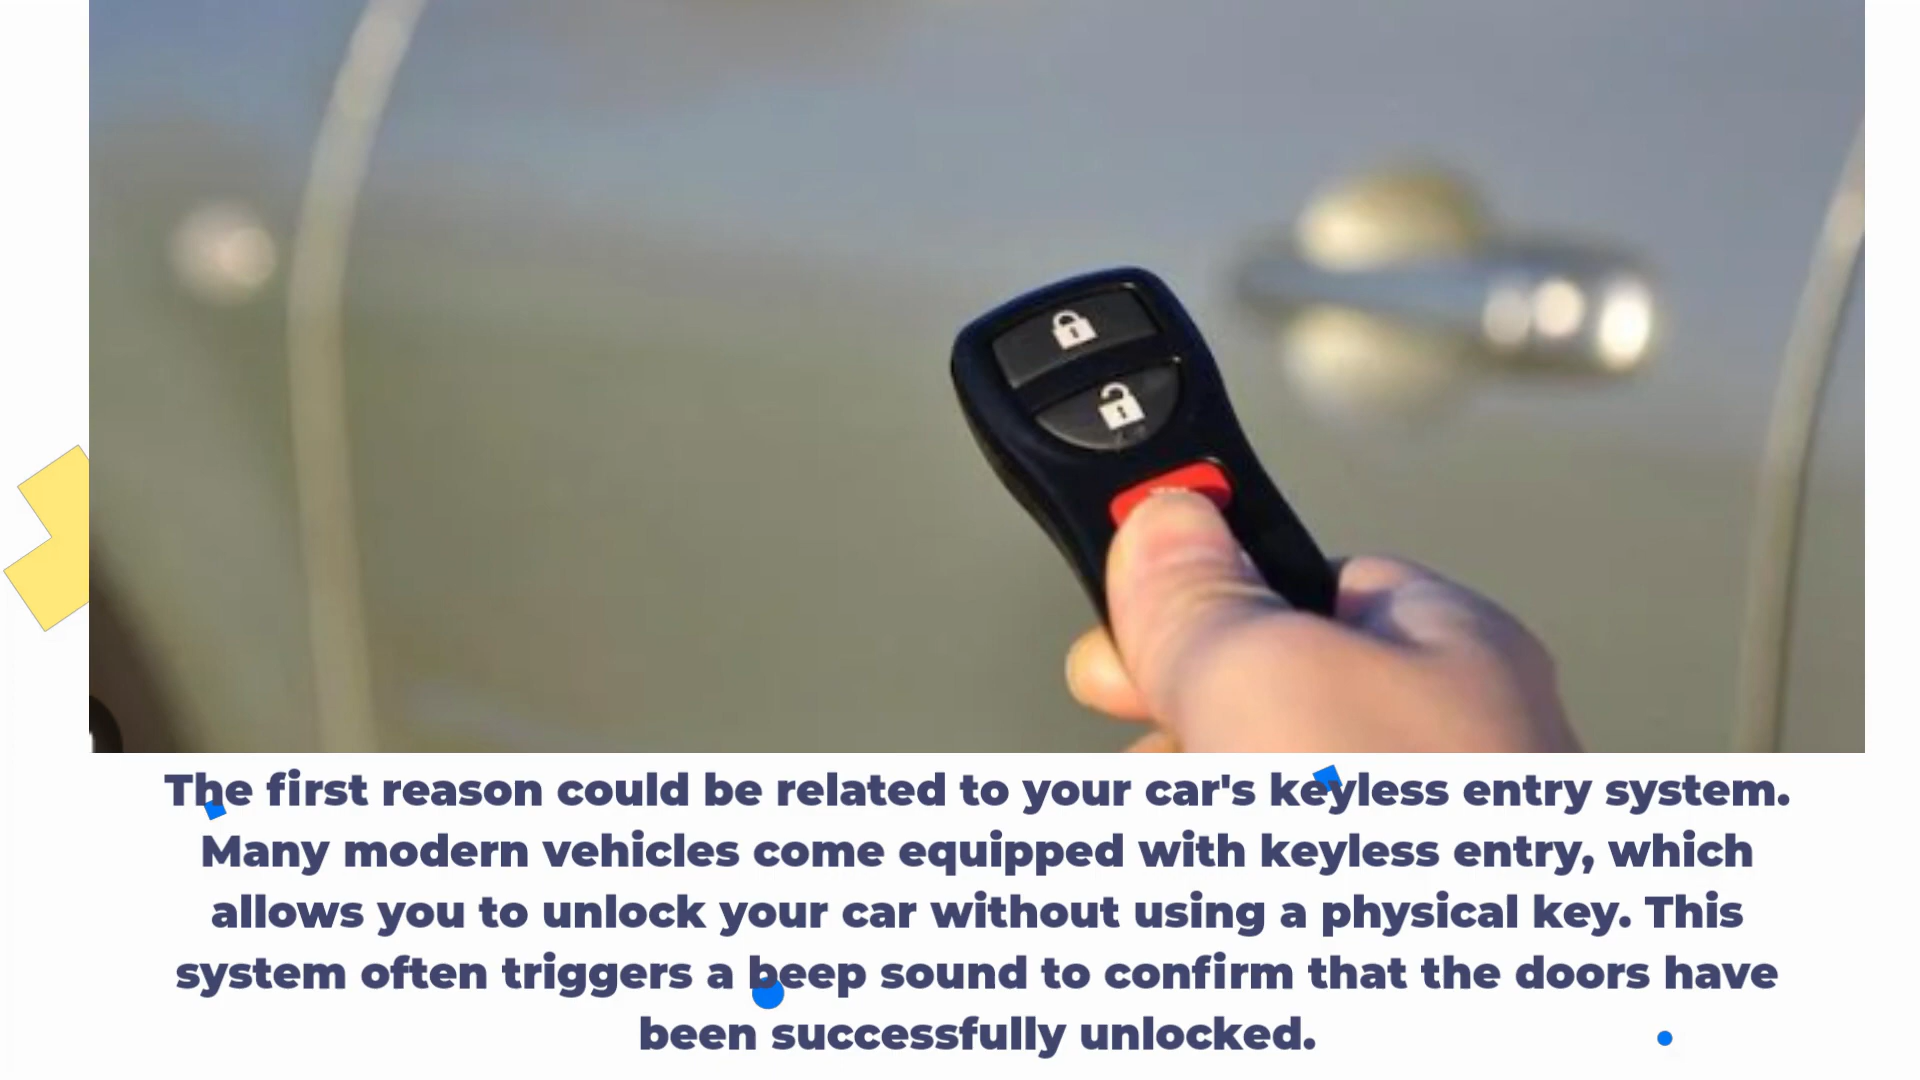 The first reason could be related to your car's keyless entry system.
Many modern vehicles come equipped with keyless entry, which
allows you to unlock your car without using a physical key. This
system often triggers a beep sound to confirm that the doors have
been successfully unlocked.